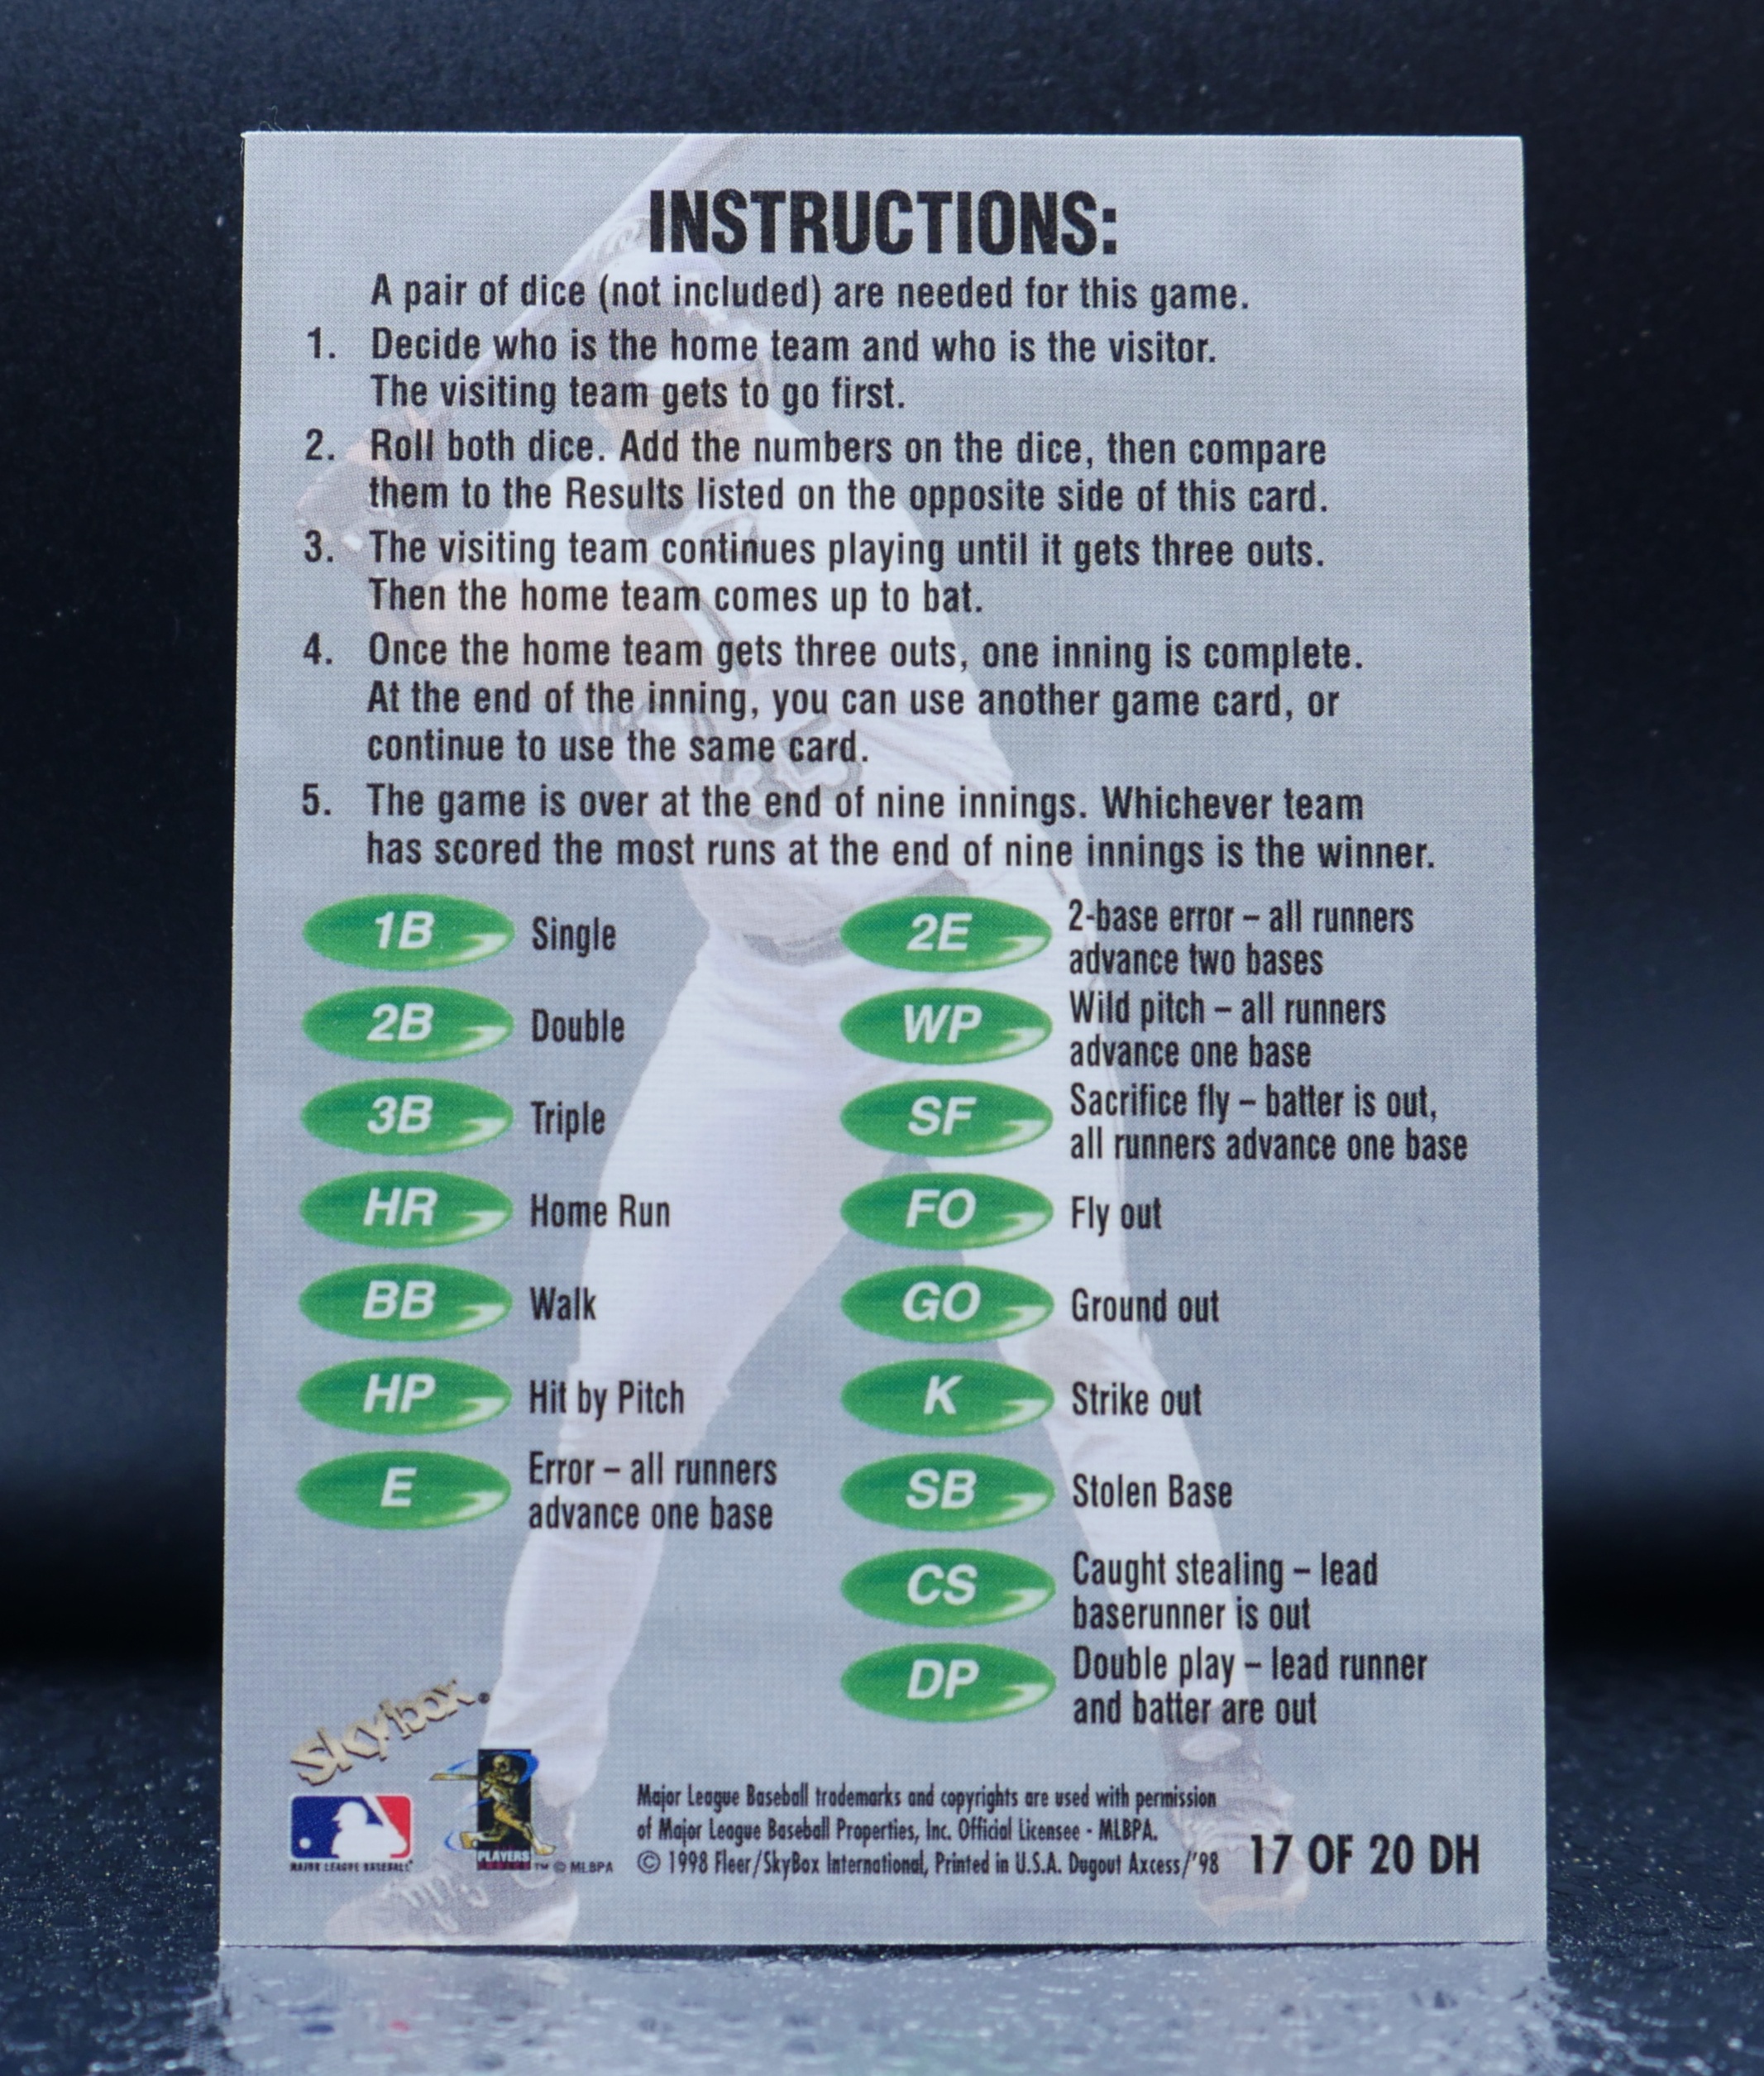 INSTRUCTIONS:
A pair of dice (not included) are needed for this game.
1. Decide who is the home team and who is the visitor.
The visiting team gets to go first.
2. Roll both dice. Add the numbers on the dice, then compare
them to the Results listed on the opposite side of this card.
3. The visiting team continues playing until it gets three outs.
Then the home team comes up to bat.
4. Once the home team gets three outs, one inning is complete.
At the end of the inning, you can use another game card, or
continue to use the same card.
5. The game is over at the end of nine innings. Whichever team
has scored the most runs at the end of nine innings is the winner.
1B Single
2B Double
3B Triple
HR Home Run
BB Walk
HP Hit by Pitch
E Error – all runners
advance one base
2E 2-base error – all runners
advance two bases
WP Wild pitch – all runners
advance one base
SF Sacrifice fly – batter is out,
all runners advance one base
FO Fly out
GO Ground out
K Strike out
SB Stolen Base
CS Caught stealing – lead
baserunner is out
DP Double play – lead runner
and batter are out
Skybox®
MAJOR LEAGUE BASEBALL
PLAYERS
™ © MLBPA
Major League Baseball trademarks and copyrights are used with permission
of Major League Baseball Properties, Inc. Official Licensee - MLBPA.
© 1998 Fleer/SkyBox International, Printed in U.S.A. Dugout Axcess/'98
17 OF 20 DH
35